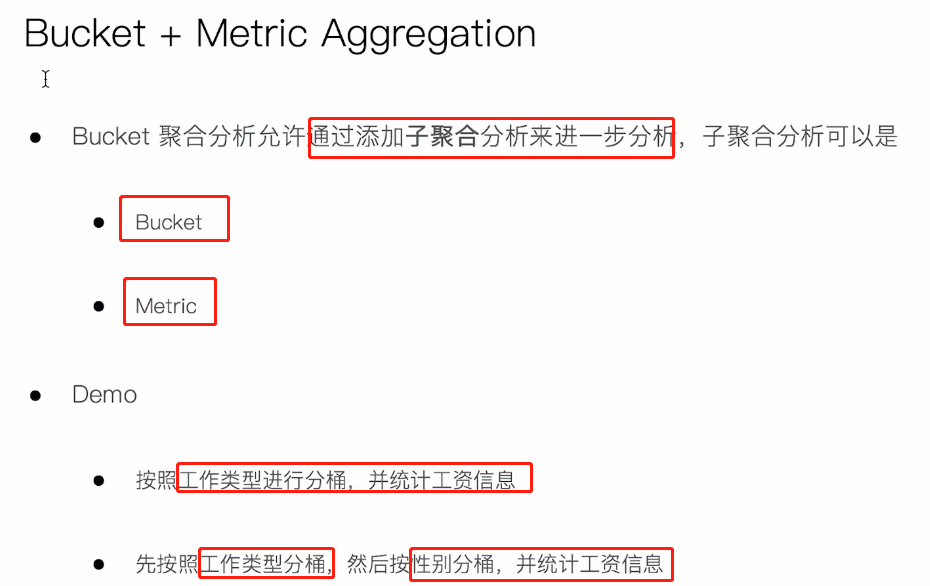 Bucket + Metric Aggregation
Bucket 聚合分析允许通过添加子聚合分析来进一步分析，子聚合分析可以是
Bucket
Metric
Demo
按照工作类型进行分桶，并统计工资信息
先按照工作类型分桶，然后按性别分桶，并统计工资信息